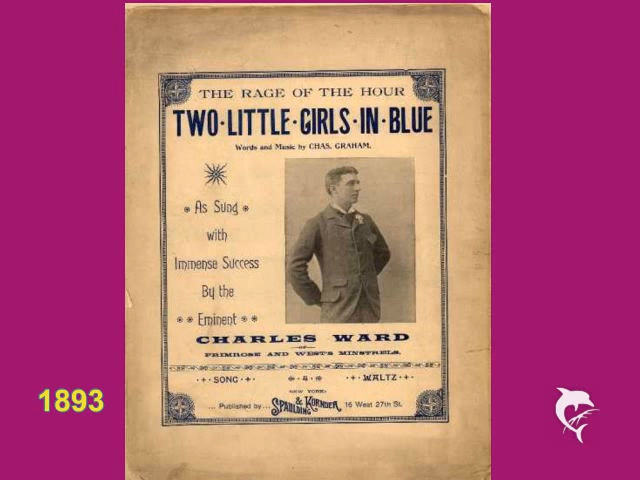 THE RAGE OF THE HOUR
TWO·LITTLE·GIRLS·IN·BLUE
Words and Music by CHAS. GRAHAM.
As Sung
with
Immense Success
By the
Eminent
CHARLES WARD
OF
PRIMROSE AND WEST'S MINSTRELS.
SONG 4 WALTZ
NEW YORK:
... Published by ... SPAULDING & KORNDER, 16 West 27th St.
1893